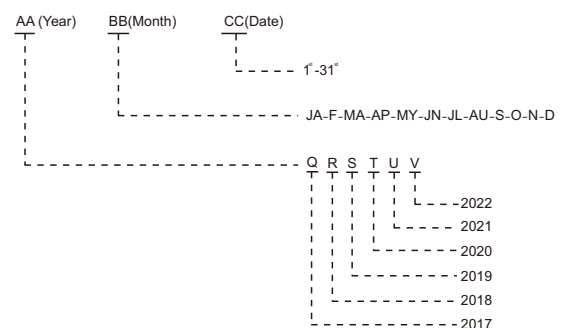 AA (Year) BB(Month) CC(Date)
1st-31st
JA-F-MA-AP-MY-JN-JL-AU-S-O-N-D
Q R S T U V
2022
2021
2020
2019
2018
2017